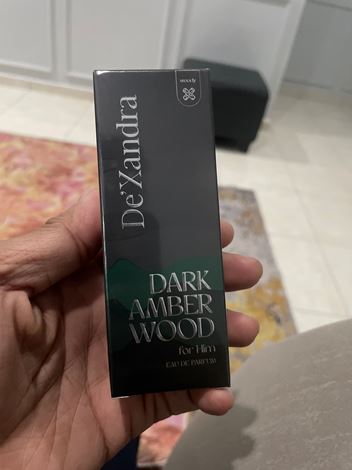 woody
De'Xandra
DARK
AMBER
WOOD
for Him
EAU DE PARFUM